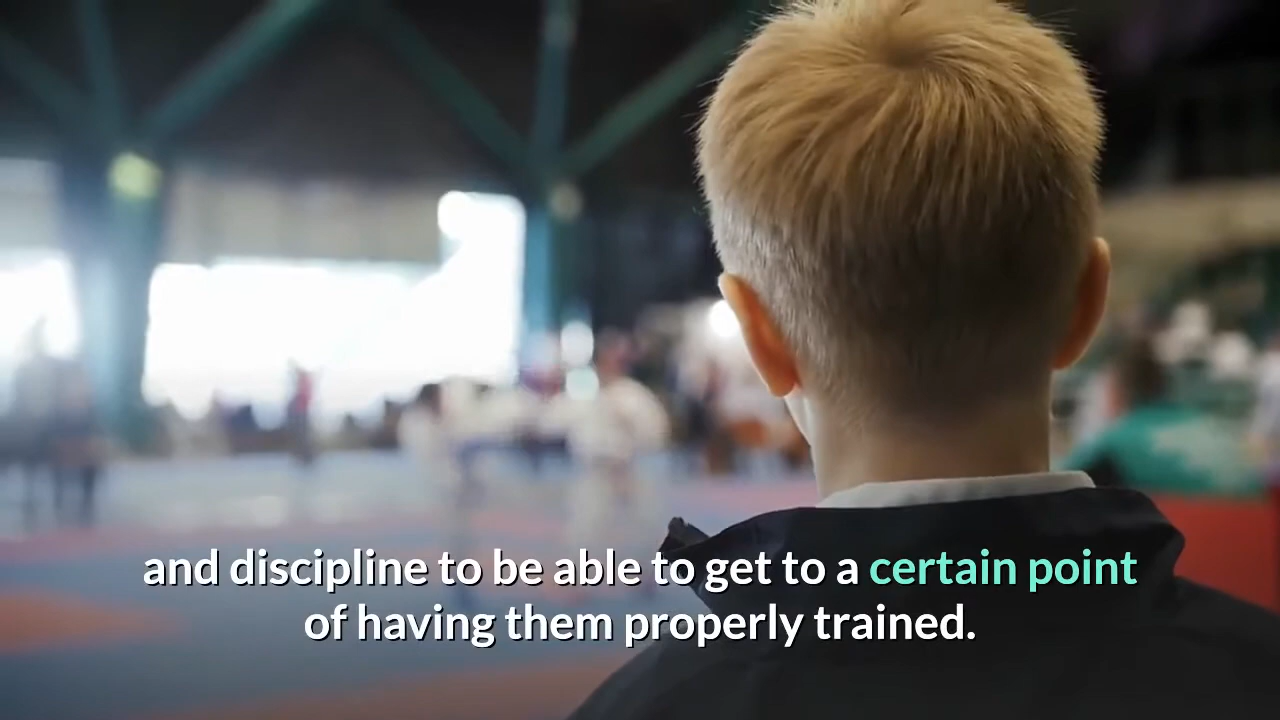 and discipline to be able to get to a certain point
of having them properly trained.